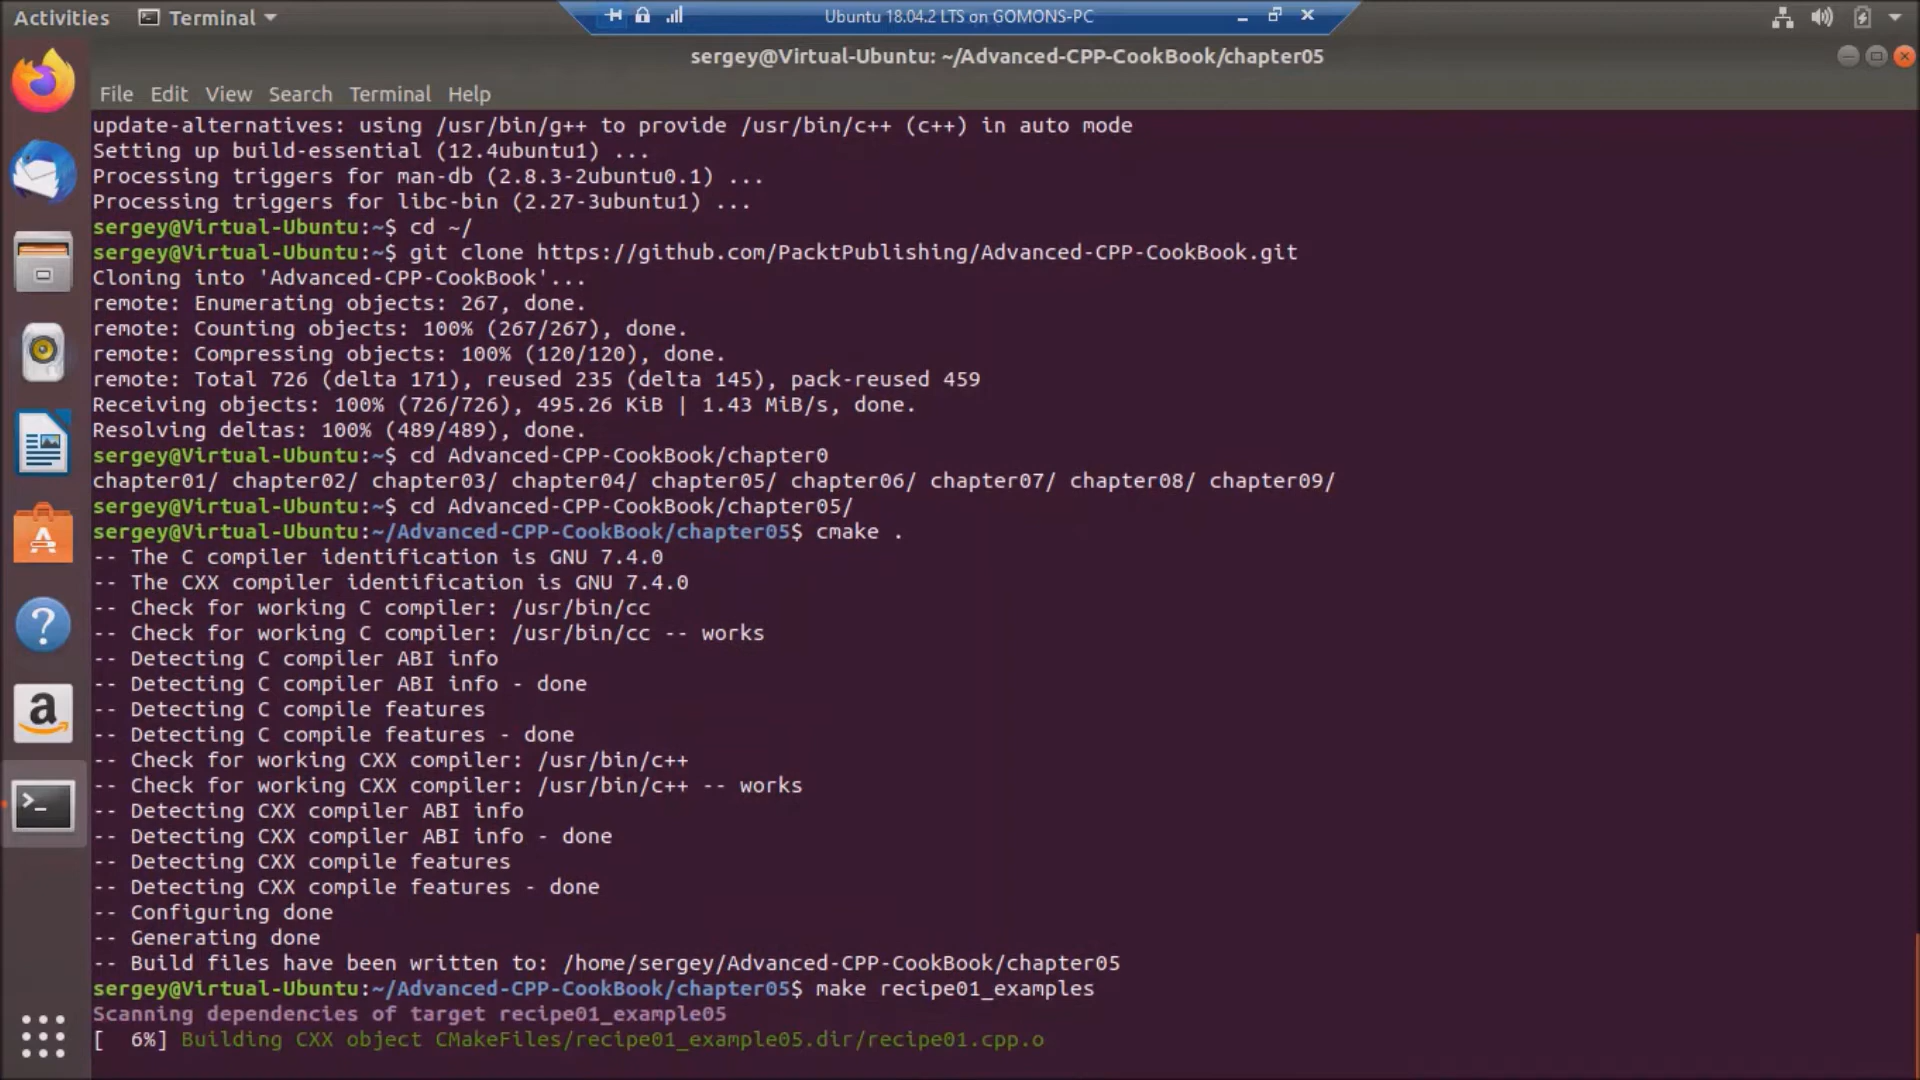 Activities Terminal
Ubuntu 18.04.2 LTS on GOMONS-PC
sergey@Virtual-Ubuntu: ~/Advanced-CPP-CookBook/chapter05
File Edit View Search Terminal Help
update-alternatives: using /usr/bin/g++ to provide /usr/bin/c++ (c++) in auto mode
Setting up build-essential (12.4ubuntu1) ...
Processing triggers for man-db (2.8.3-2ubuntu0.1) ...
Processing triggers for libc-bin (2.27-3ubuntu1) ...
sergey@Virtual-Ubuntu:~$ cd ~/
sergey@Virtual-Ubuntu:~$ git clone https://github.com/PacktPublishing/Advanced-CPP-CookBook.git
Cloning into 'Advanced-CPP-CookBook'...
remote: Enumerating objects: 267, done.
remote: Counting objects: 100% (267/267), done.
remote: Compressing objects: 100% (120/120), done.
remote: Total 726 (delta 171), reused 235 (delta 145), pack-reused 459
Receiving objects: 100% (726/726), 495.26 KiB | 1.43 MiB/s, done.
Resolving deltas: 100% (489/489), done.
sergey@Virtual-Ubuntu:~$ cd Advanced-CPP-CookBook/chapter0
chapter01/ chapter02/ chapter03/ chapter04/ chapter05/ chapter06/ chapter07/ chapter08/ chapter09/
sergey@Virtual-Ubuntu:~$ cd Advanced-CPP-CookBook/chapter05/
sergey@Virtual-Ubuntu:~/Advanced-CPP-CookBook/chapter05$ cmake .
-- The C compiler identification is GNU 7.4.0
-- The CXX compiler identification is GNU 7.4.0
-- Check for working C compiler: /usr/bin/cc
-- Check for working C compiler: /usr/bin/cc -- works
-- Detecting C compiler ABI info
-- Detecting C compiler ABI info - done
-- Detecting C compile features
-- Detecting C compile features - done
-- Check for working CXX compiler: /usr/bin/c++
-- Check for working CXX compiler: /usr/bin/c++ -- works
-- Detecting CXX compiler ABI info
-- Detecting CXX compiler ABI info - done
-- Detecting CXX compile features
-- Detecting CXX compile features - done
-- Configuring done
-- Generating done
-- Build files have been written to: /home/sergey/Advanced-CPP-CookBook/chapter05
sergey@Virtual-Ubuntu:~/Advanced-CPP-CookBook/chapter05$ make recipe01_examples
Scanning dependencies of target recipe01_example05
[  6%] Building CXX object CMakeFiles/recipe01_example05.dir/recipe01.cpp.o